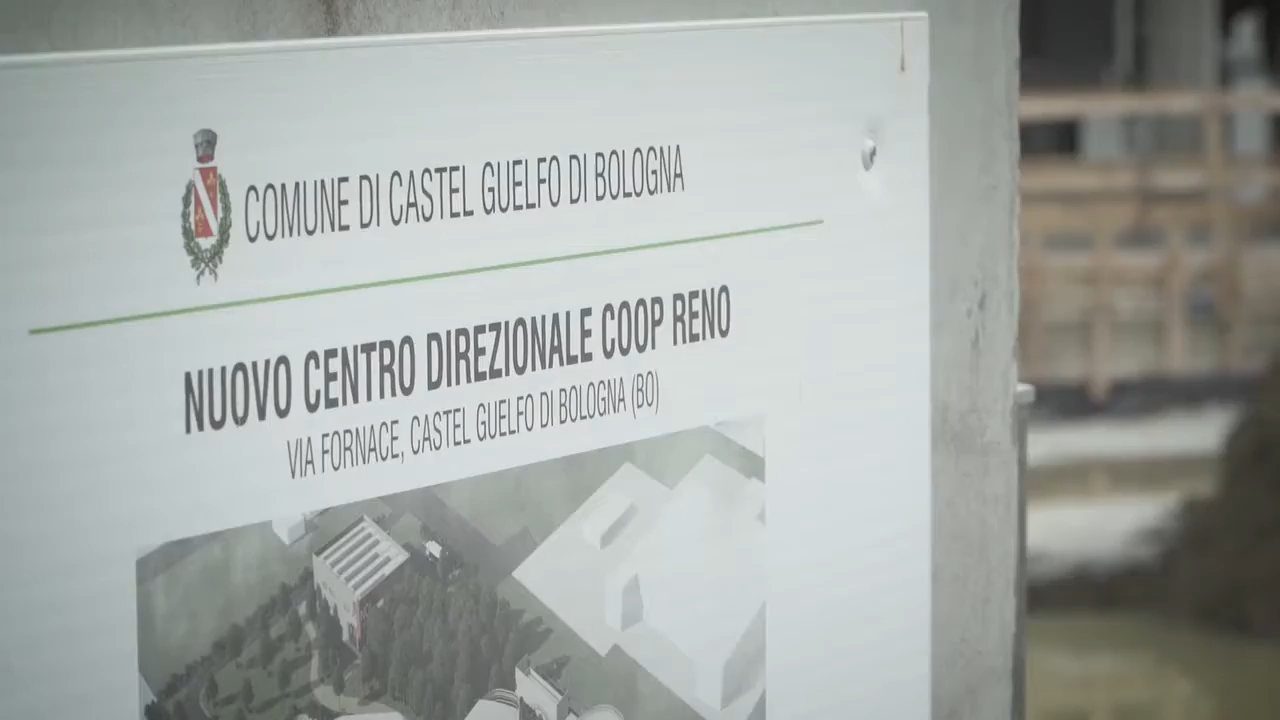 COMUNE DI CASTEL GUELFO DI BOLOGNA
NUOVO CENTRO DIREZIONALE COOP RENO
VIA FORNACE, CASTEL GUELFO DI BOLOGNA (BO)